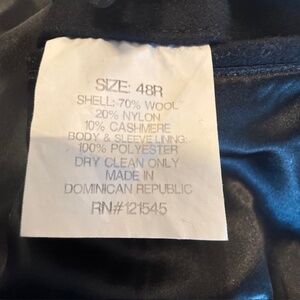 SIZE: 48R
SHELL: 70% WOOL
20% NYLON
10% CASHMERE
BODY & SLEEVE LINING:
100% POLYESTER
DRY CLEAN ONLY
MADE IN
DOMINICAN REPUBLIC
RN#121545